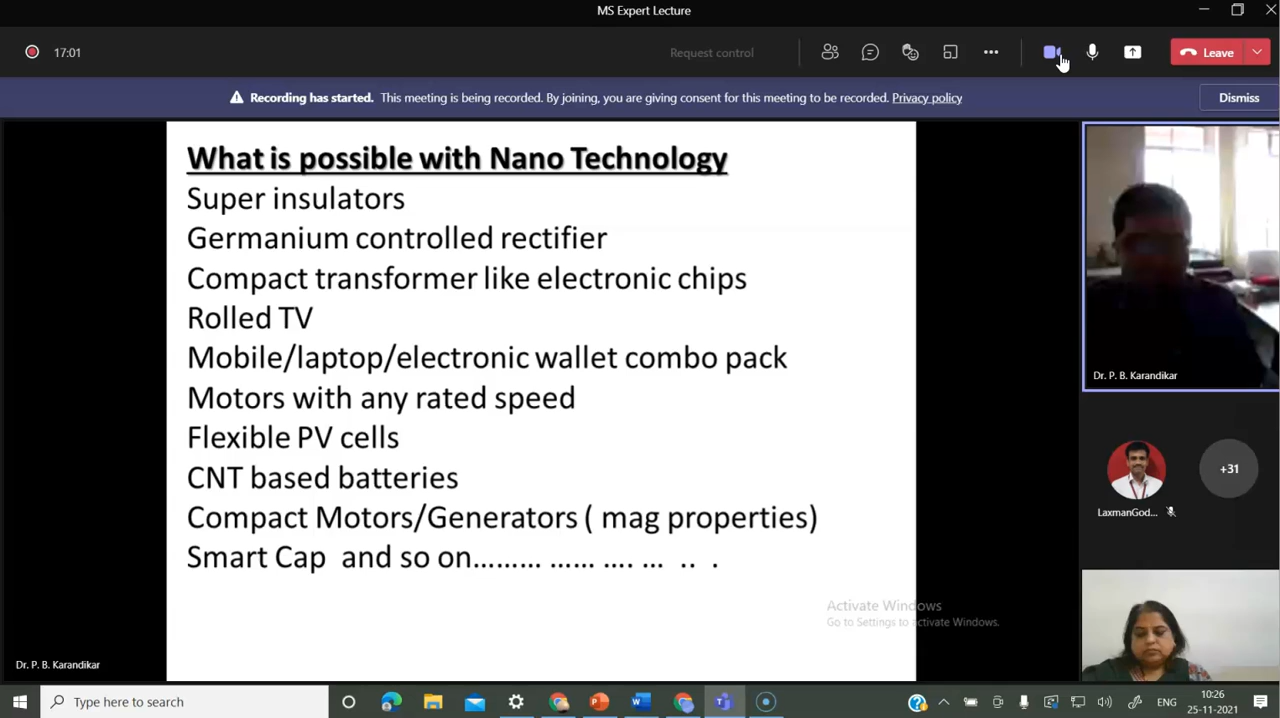 MS Expert Lecture
17:01
Request control
Leave
Recording has started. This meeting is being recorded. By joining, you are giving consent for this meeting to be recorded. Privacy policy
Dismiss
What is possible with Nano Technology
Super insulators
Germanium controlled rectifier
Compact transformer like electronic chips
Rolled TV
Mobile/laptop/electronic wallet combo pack
Motors with any rated speed
Flexible PV cells
CNT based batteries
Compact Motors/Generators ( mag properties)
Smart Cap and so on……… …… …. … .. .
Dr. P. B. Karandikar
+31
LaxmanGod...
Activate Windows
Go to Settings to activate Windows.
Dr. P. B. Karandikar
Type here to search
ENG
10:26
25-11-2021